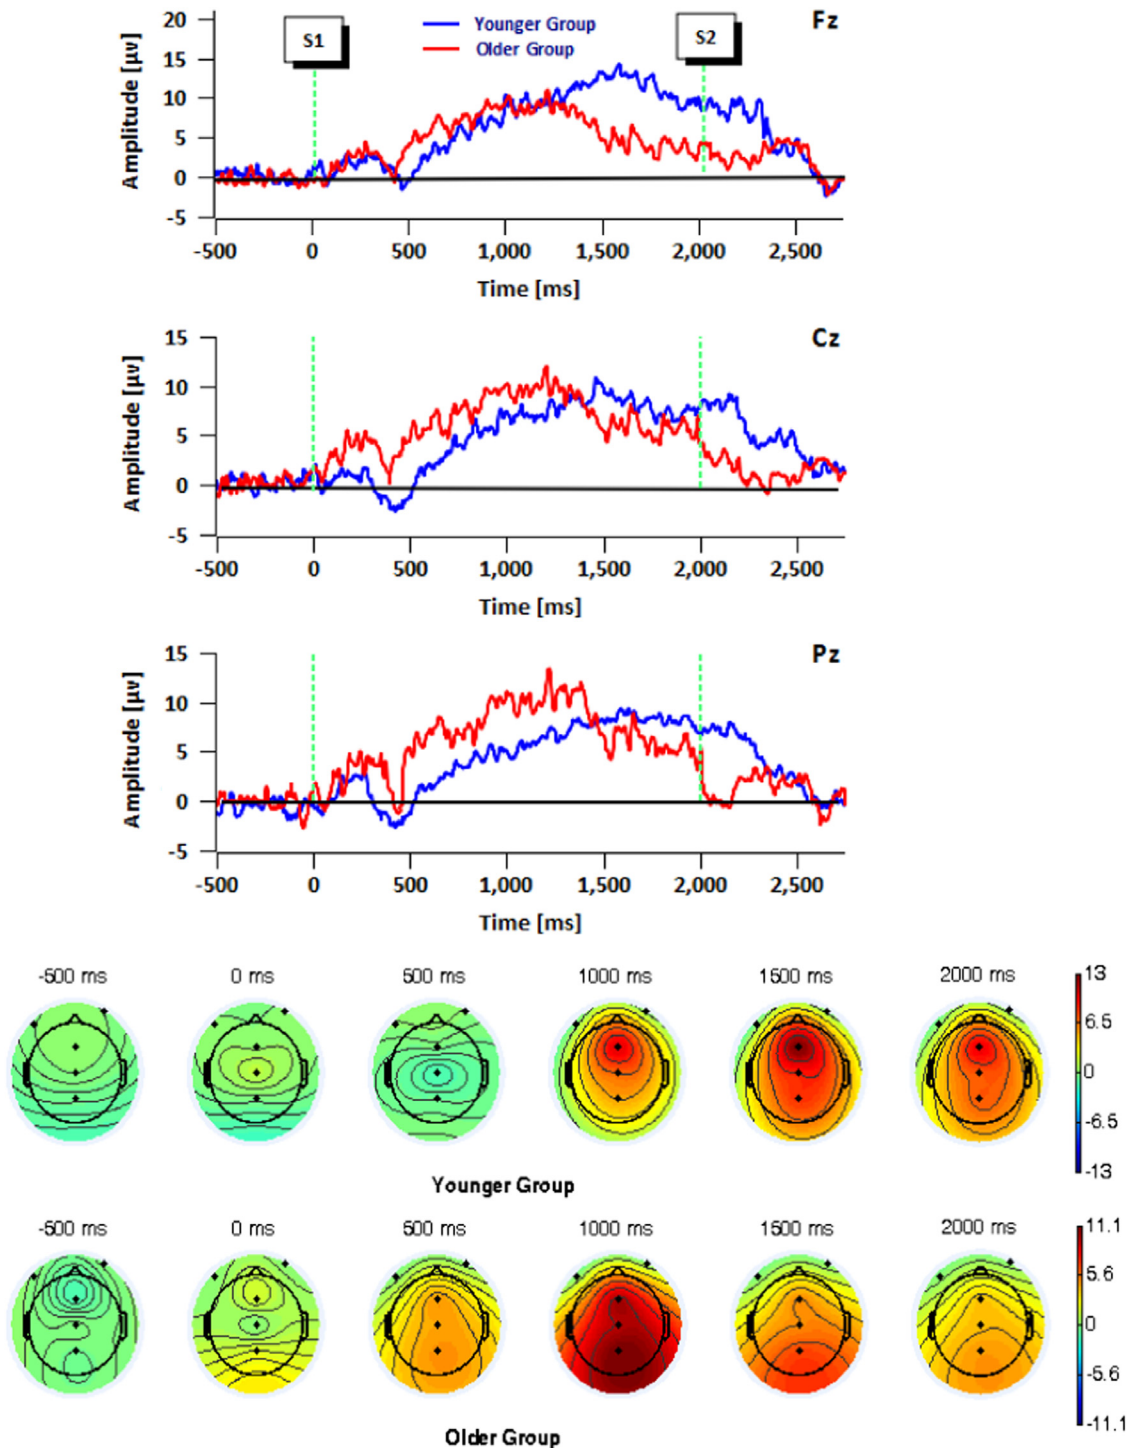 20
15
10
5
0
-5
Amplitude [µv]
S1
Younger Group
Older Group
S2
Fz
-500 0 500 1,000 1,500 2,000 2,500
Time [ms]
15
10
5
0
-5
Amplitude [µv]
Cz
-500 0 500 1,000 1,500 2,000 2,500
Time [ms]
15
10
5
0
-5
Amplitude [µv]
Pz
-500 0 500 1,000 1,500 2,000 2,500
Time [ms]
-500 ms 0 ms 500 ms 1000 ms 1500 ms 2000 ms
13
6.5
0
-6.5
-13
Younger Group
-500 ms 0 ms 500 ms 1000 ms 1500 ms 2000 ms
11.1
5.6
0
-5.6
-11.1
Older Group